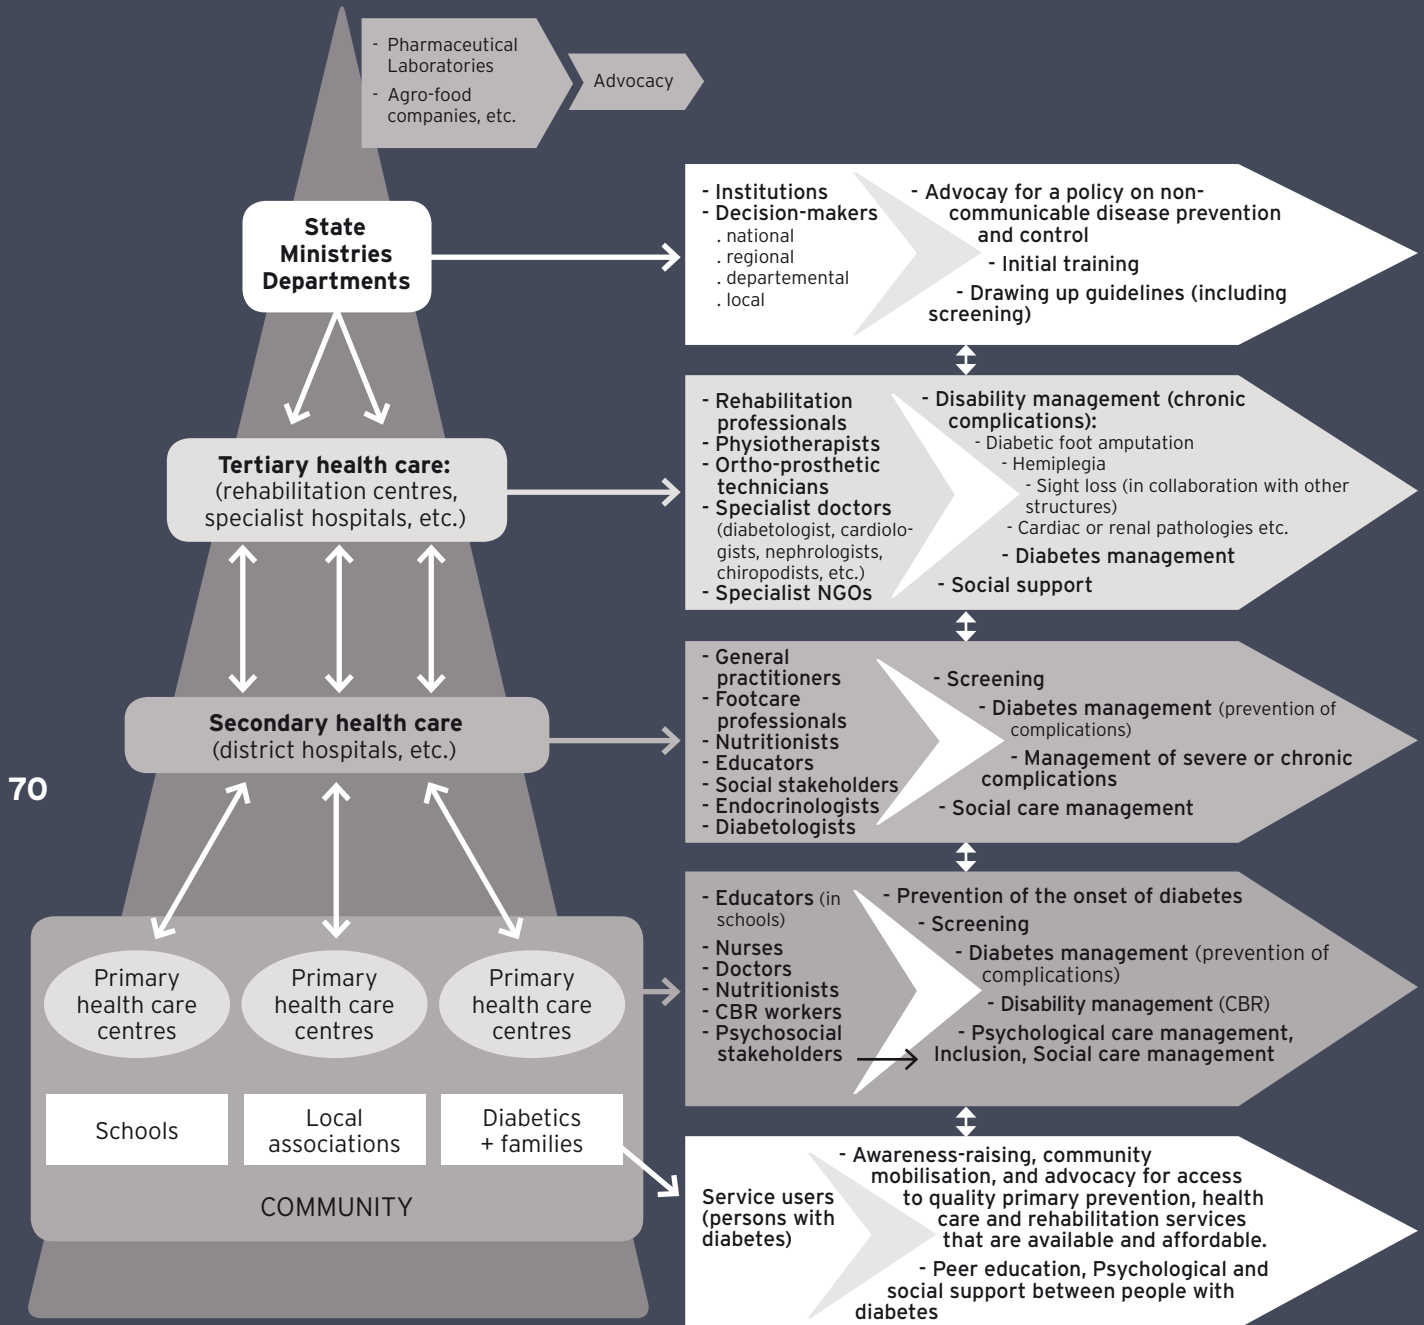 - Pharmaceutical
Laboratories
- Agro-food
companies, etc.
Advocacy
State
Ministries
Departments
- Institutions
- Decision-makers
. national
. regional
. departemental
. local
- Advocay for a policy on non-
communicable disease prevention
and control
- Initial training
- Drawing up guidelines (including
screening)
Tertiary health care:
(rehabilitation centres,
specialist hospitals, etc.)
- Rehabilitation
professionals
- Physiotherapists
- Ortho-prosthetic
technicians
- Specialist doctors
(diabetologist, cardiolo-
gists, nephrologists,
chiropodists, etc.)
- Specialist NGOs
- Disability management (chronic
complications):
- Diabetic foot amputation
- Hemiplegia
- Sight loss (in collaboration with other
structures)
- Cardiac or renal pathologies etc.
- Diabetes management
- Social support
Secondary health care
(district hospitals, etc.)
- General
practitioners
- Footcare
professionals
- Nutritionists
- Educators
- Social stakeholders
- Endocrinologists
- Diabetologists
- Screening
- Diabetes management (prevention of
complications)
- Management of severe or chronic
complications
- Social care management
70
Primary
health care
centres
Primary
health care
centres
Primary
health care
centres
- Educators (in
schools)
- Nurses
- Doctors
- Nutritionists
- CBR workers
- Psychosocial
stakeholders
- Prevention of the onset of diabetes
- Screening
- Diabetes management (prevention of
complications)
- Disability management (CBR)
- Psychological care management,
Inclusion, Social care management
Schools
Local
associations
Diabetics
+ families
COMMUNITY
Service users
(persons with
diabetes)
- Awareness-raising, community
mobilisation, and advocacy for access
to quality primary prevention, health
care and rehabilitation services
that are available and affordable.
- Peer education, Psychological and
social support between people with
diabetes